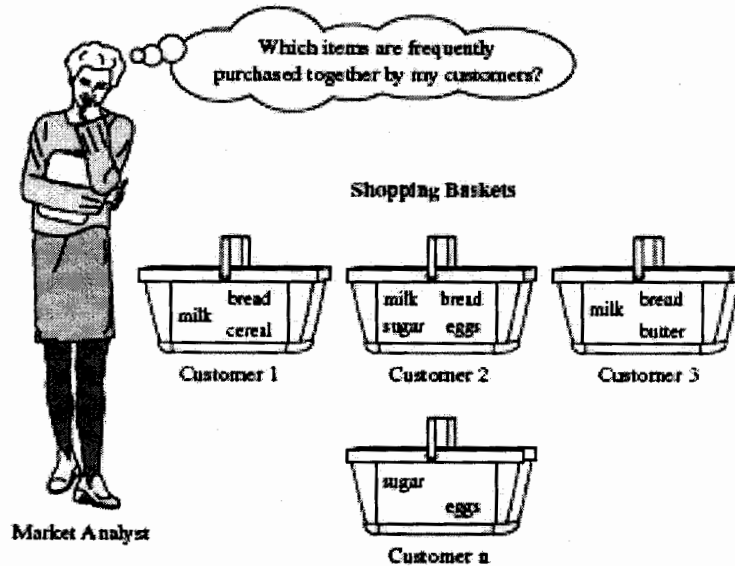 Which items are frequently
purchased together by my customers?
Shopping Baskets
milk bread
cereal
Customer 1
milk bread
sugar eggs
Customer 2
milk bread
butter
Customer 3
sugar
eggs
Customer n
Market Analyst